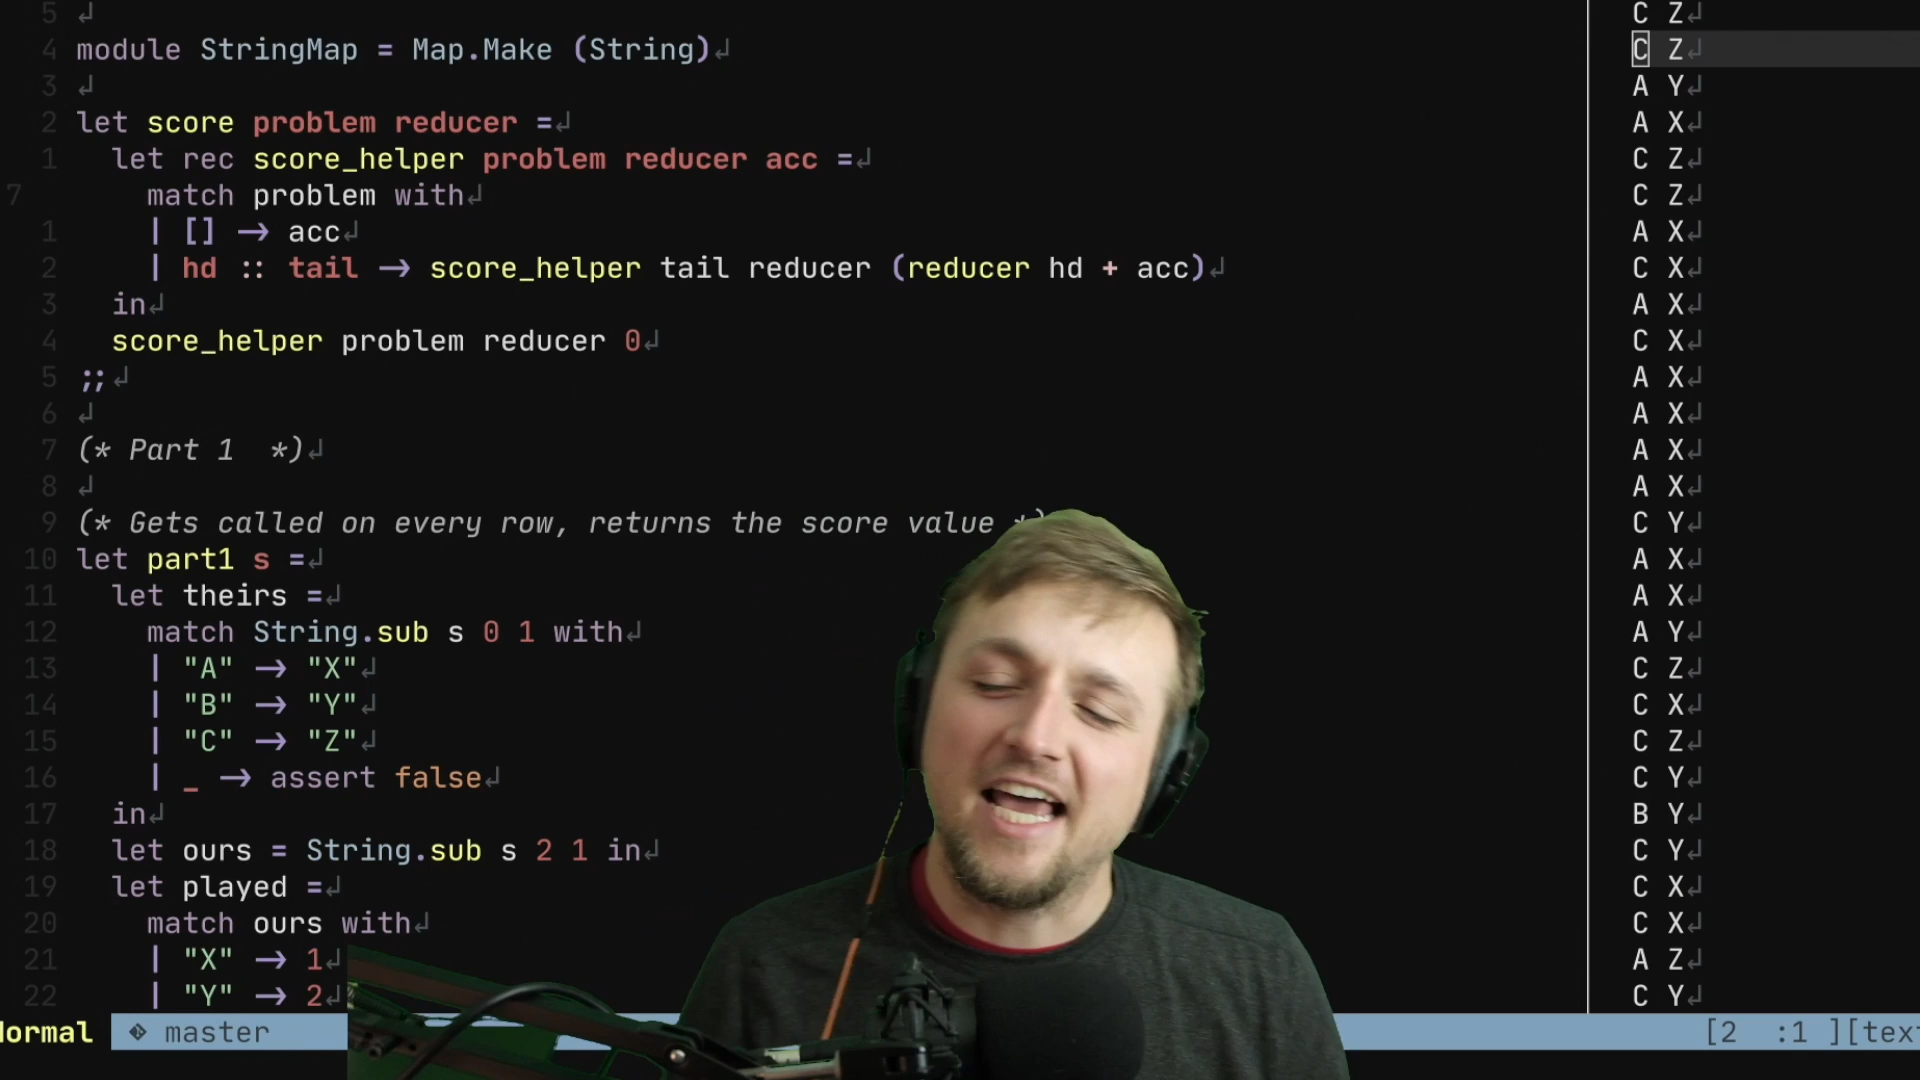 5
4 module StringMap = Map.Make (String)
3
2 let score problem reducer =
1 let rec score_helper problem reducer acc =
7 match problem with
1 | [] -> acc
2 | hd :: tail -> score_helper tail reducer (reducer hd + acc)
3 in
4 score_helper problem reducer 0
5 ;;
6
7 (* Part 1  *)
8
9 (* Gets called on every row, returns the score value *)
10 let part1 s =
11 let theirs =
12 match String.sub s 0 1 with
13 | "A" -> "X"
14 | "B" -> "Y"
15 | "C" -> "Z"
16 | _ -> assert false
17 in
18 let ours = String.sub s 2 1 in
19 let played =
20 match ours with
21 | "X" -> 1
22 | "Y" -> 2
C Z
C Z
A Y
A X
C Z
C Z
A X
C X
A X
C X
A X
A X
A X
A X
C Y
A X
A X
A Y
C Z
C X
C Z
C Y
B Y
C Y
C X
C X
A Z
C Y
Normal master [2 :1 ][text